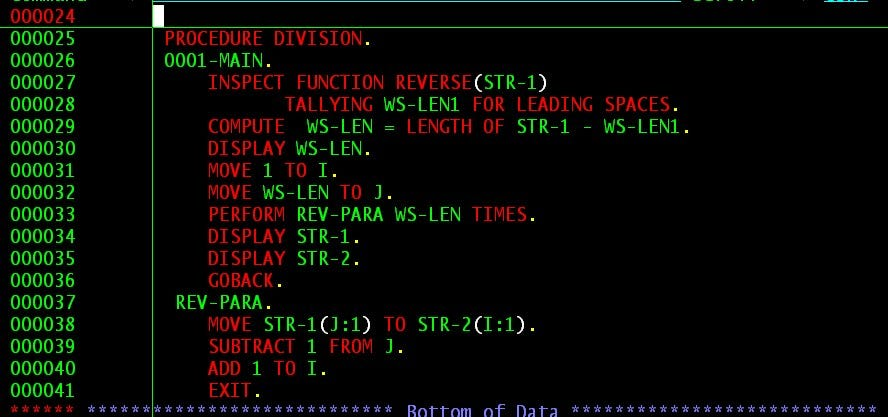 000024
000025 PROCEDURE DIVISION.
000026 0001-MAIN.
000027 INSPECT FUNCTION REVERSE(STR-1)
000028 TALLYING WS-LEN1 FOR LEADING SPACES.
000029 COMPUTE  WS-LEN = LENGTH OF STR-1 - WS-LEN1.
000030 DISPLAY WS-LEN.
000031 MOVE 1 TO I.
000032 MOVE WS-LEN TO J.
000033 PERFORM REV-PARA WS-LEN TIMES.
000034 DISPLAY STR-1.
000035 DISPLAY STR-2.
000036 GOBACK.
000037 REV-PARA.
000038 MOVE STR-1(J:1) TO STR-2(I:1).
000039 SUBTRACT 1 FROM J.
000040 ADD 1 TO I.
000041 EXIT.
****** **************************** Bottom of Data ****************************